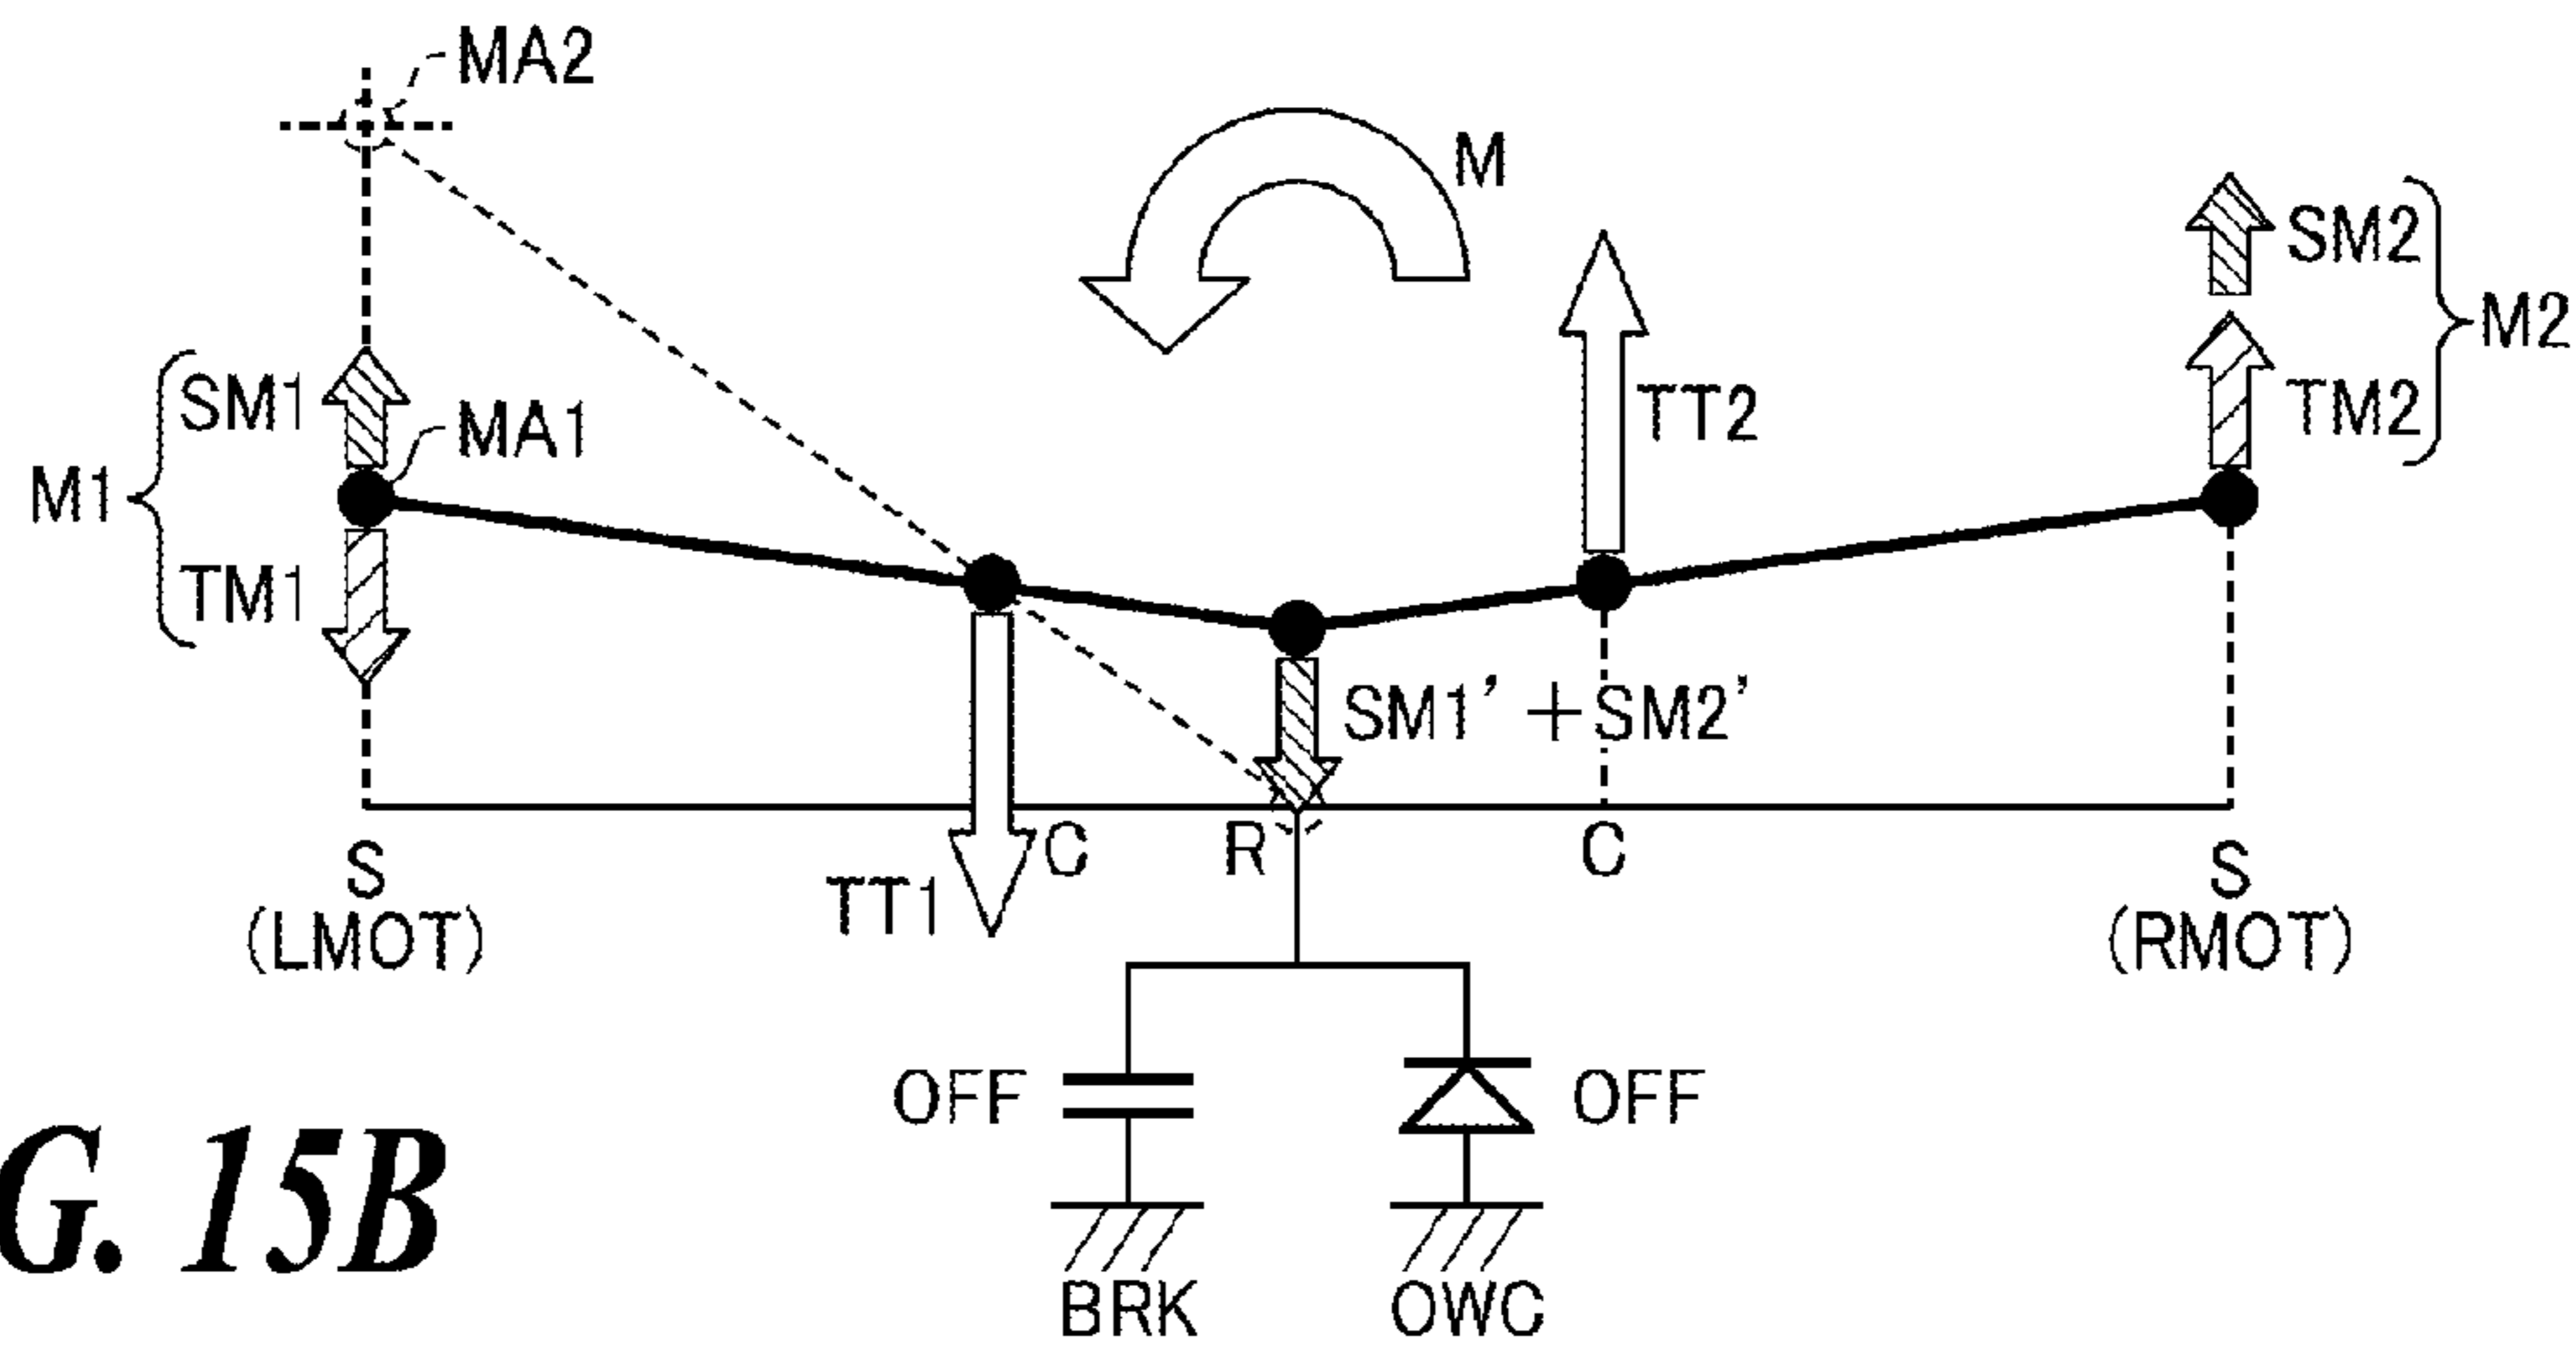 MA2
M
SM2
M2
TM2
TT2
SM1
MA1
M1
TM1
SM1’+SM2’
C
R
C
S
(LMOT)
TT1
S
(RMOT)
OFF
OFF
G. 15B
BRK
OWC